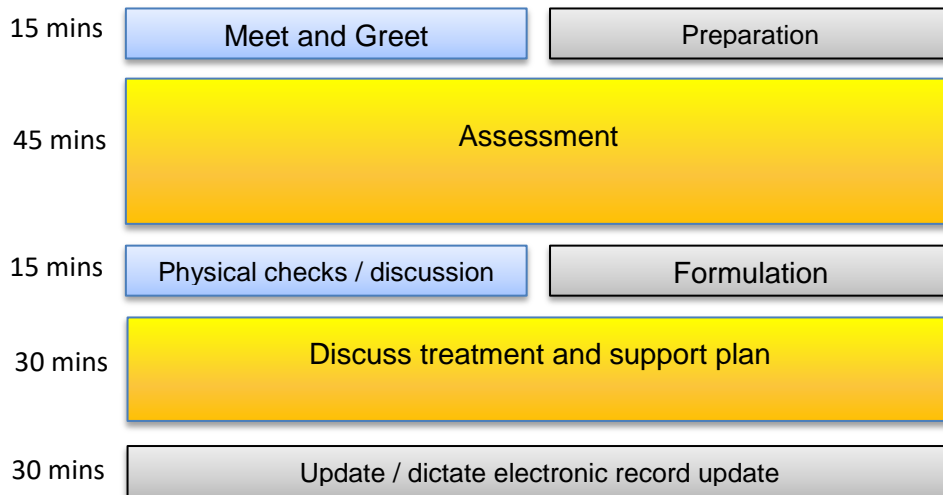 15 mins Meet and Greet Preparation
45 mins Assessment
15 mins Physical checks / discussion Formulation
30 mins Discuss treatment and support plan
30 mins Update / dictate electronic record update